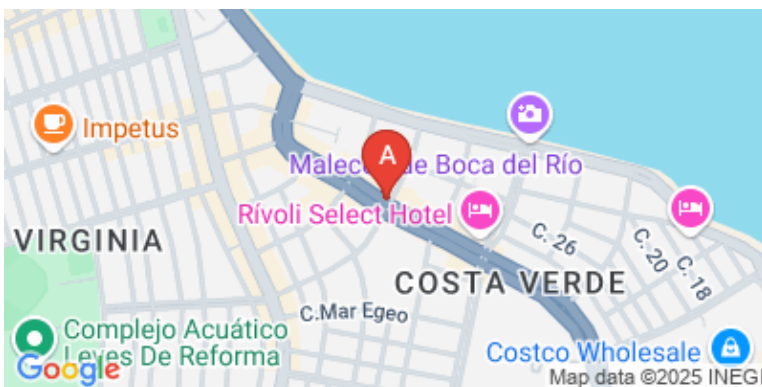 Impetus
A
Malecón de Boca del Río
Rívoli Select Hotel
VIRGINIA
C. 26
C. 20
C. 18
COSTA VERDE
C.Mar Egeo
Complejo Acuático
Leyes De Reforma
Costco Wholesale
Google
Map data ©2025 INEGI